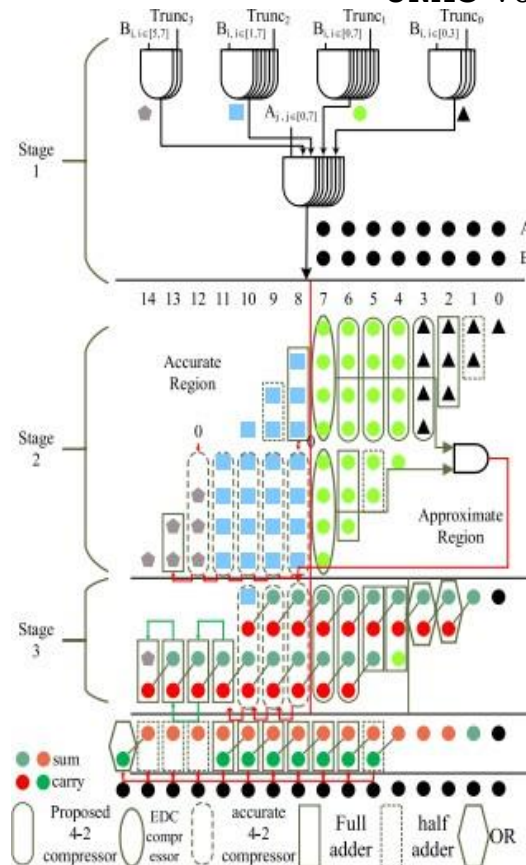 Trunc3 Trunc2 Trunc1 Trunc0
Bi, i∈[5,7] Bi, i∈[1,7] Bi, i∈[0,7] Bi, i∈[0,3]
Aj, j∈[0,7]
Stage
1
14 13 12 11 10 9 8 7 6 5 4 3 2 1 0
Accurate
Region
0
0
Stage
2
Approximate
Region
Stage
3
sum
carry
Proposed
4-2
compressor
EDC
compr
essor
accurate
4-2
compressor
Full
adder
half
adder
OR